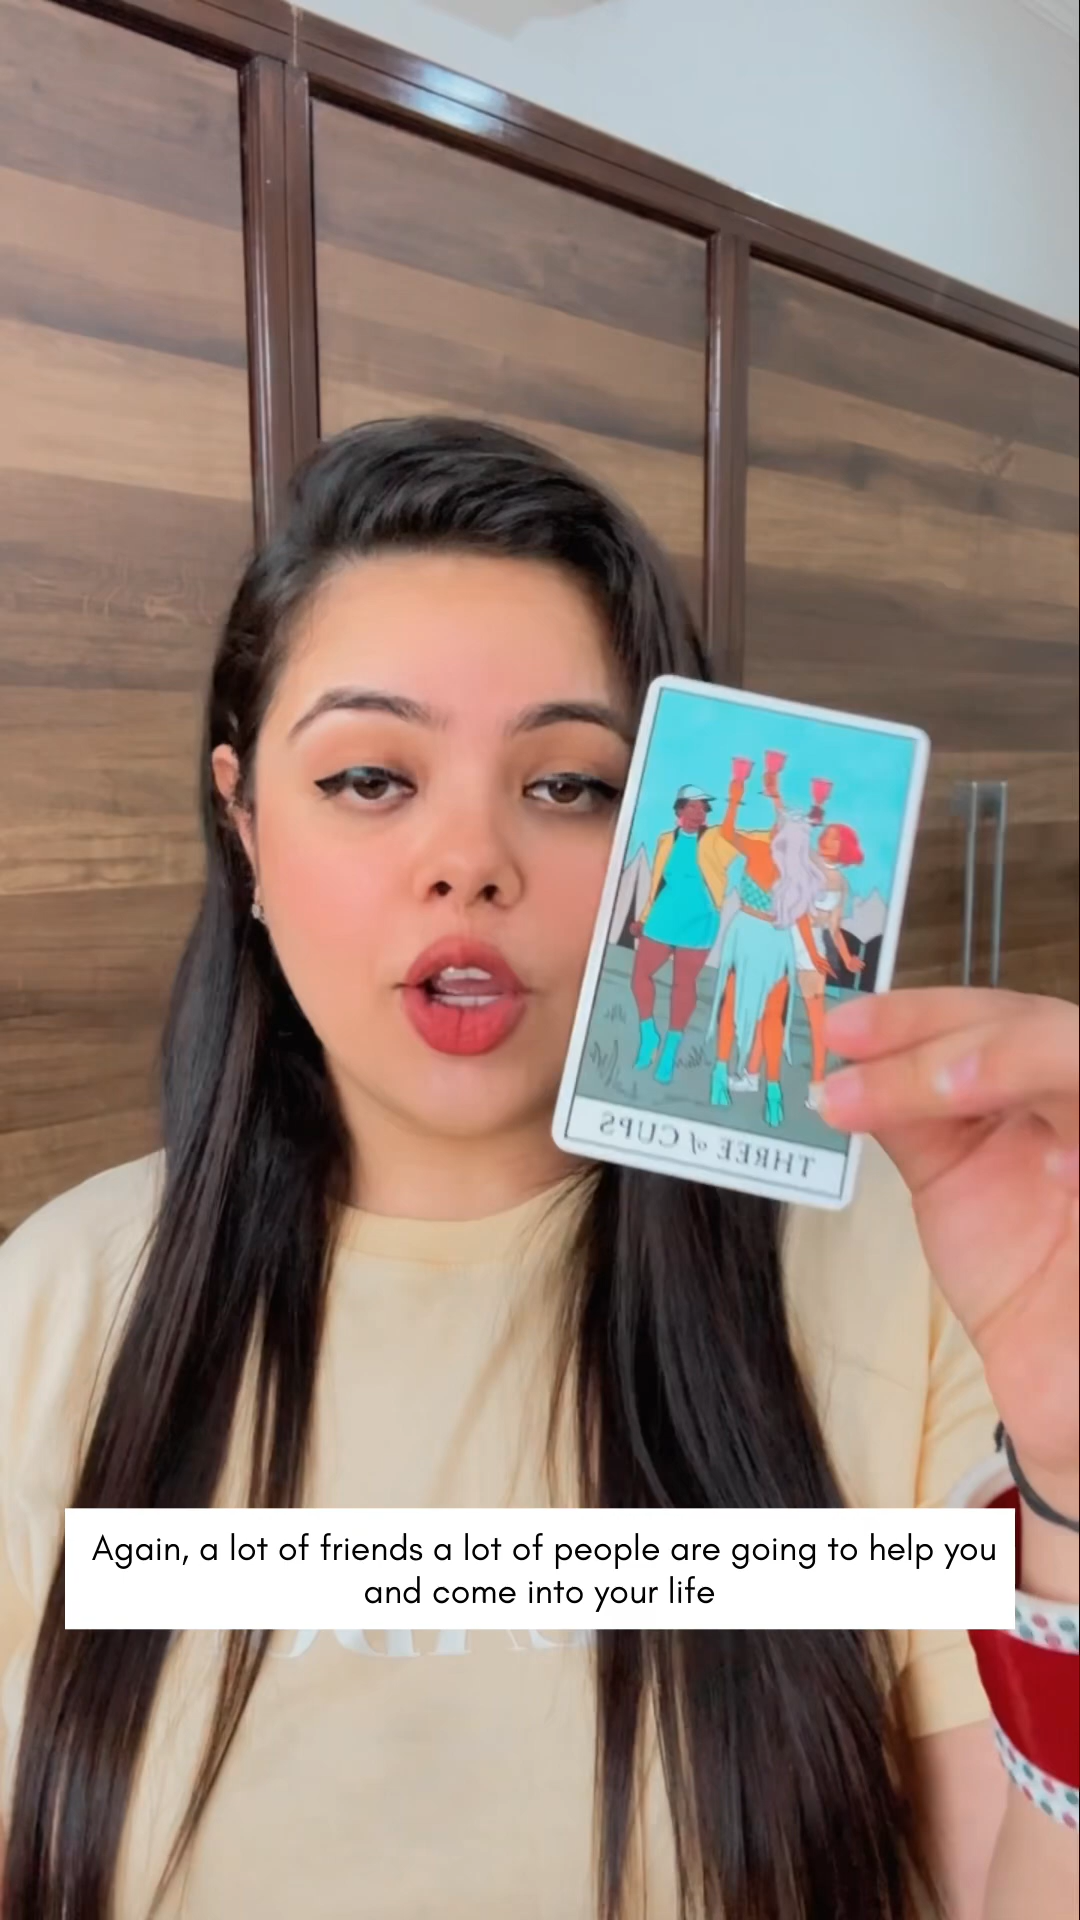 THREE of CUPS
Again, a lot of friends a lot of people are going to help you
and come into your life